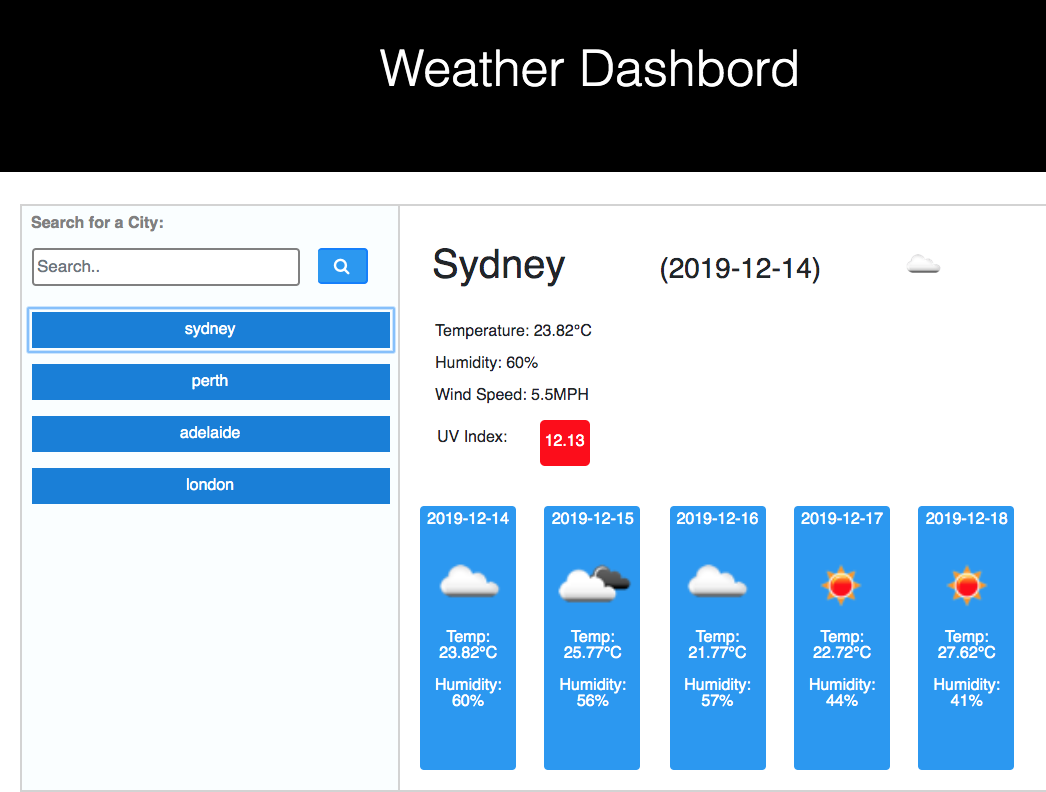 Weather Dashbord
Search for a City:
Search..
sydney
perth
adelaide
london
Sydney (2019-12-14)
Temperature: 23.82°C
Humidity: 60%
Wind Speed: 5.5MPH
UV Index: 12.13
2019-12-14
Temp:
23.82°C
Humidity:
60%
2019-12-15
Temp:
25.77°C
Humidity:
56%
2019-12-16
Temp:
21.77°C
Humidity:
57%
2019-12-17
Temp:
22.72°C
Humidity:
44%
2019-12-18
Temp:
27.62°C
Humidity:
41%